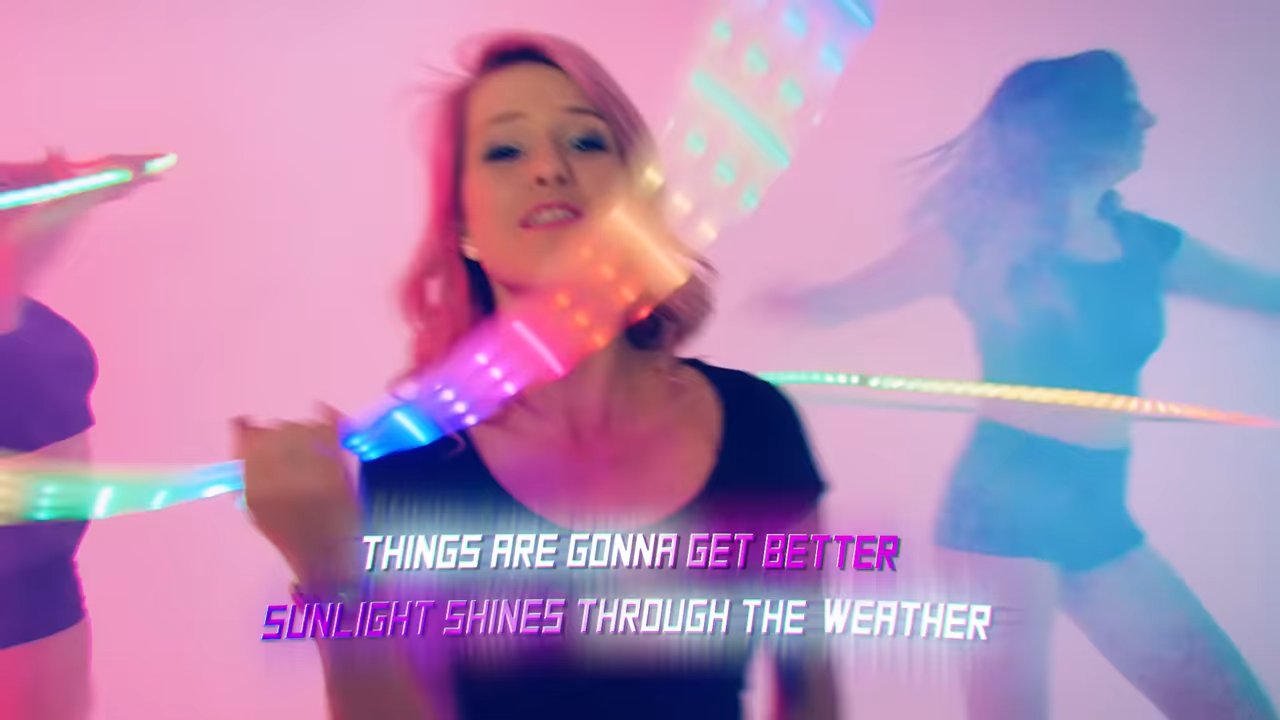 THINGS ARE GONNA GET BETTER
SUNLIGHT SHINES THROUGH THE WEATHER